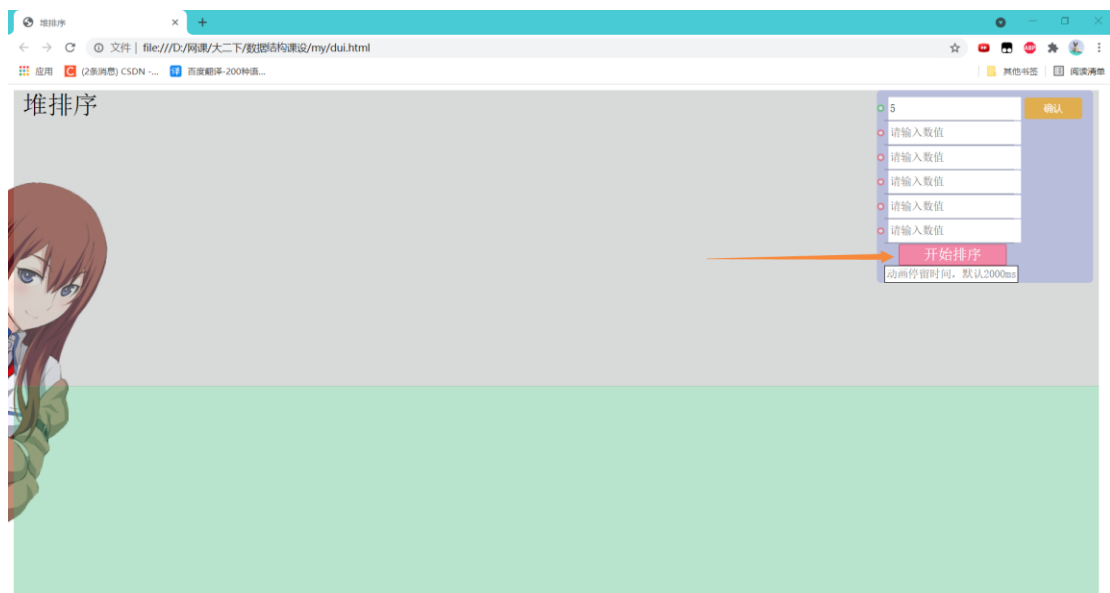 堆排序
文件 | file:///D:/网课/大二下/数据结构课设/my/dui.html
应用 C (2条消息) CSDN -... 译 百度翻译-200种语... 其他书签 阅读清单
堆排序
5 确认
请输入数值
请输入数值
请输入数值
请输入数值
请输入数值
开始排序
动画停留时间，默认2000ms